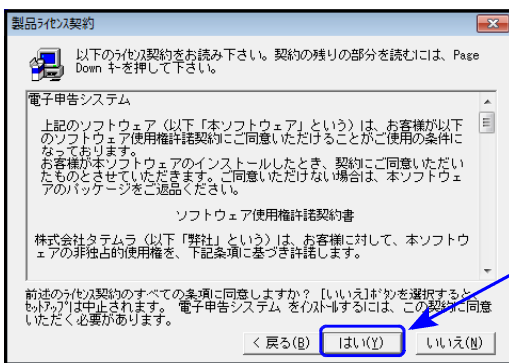 製品ライセンス契約
以下のライセンス契約をお読み下さい。契約の残りの部分を読むには、Page
Down キーを押して下さい。
電子申告システム
上記のソフトウェア（以下「本ソフトウェア」という）は、お客様が以下
のソフトウェア使用権許諾契約にご同意いただけることがご使用の条件に
なっております。
お客様が本ソフトウェアのインストールしたとき、契約にご同意いただい
たものとさせていただきます。ご同意いただけない場合は、本ソフトウェ
アのパッケージをご返品ください。
ソフトウェア使用権許諾契約書
株式会社タテムラ（以下「弊社」という）は、お客様に対して、本ソフトウ
ェアの非独占的使用権を、下記条項に基づき許諾します。
前述のライセンス契約のすべての条項に同意しますか？［いいえ］ボタンを選択すると、
セットアップは中止されます。 電子申告システム をインストールするには、この契約に同意
いただく必要があります。
< 戻る(B)
はい(Y)
いいえ(N)